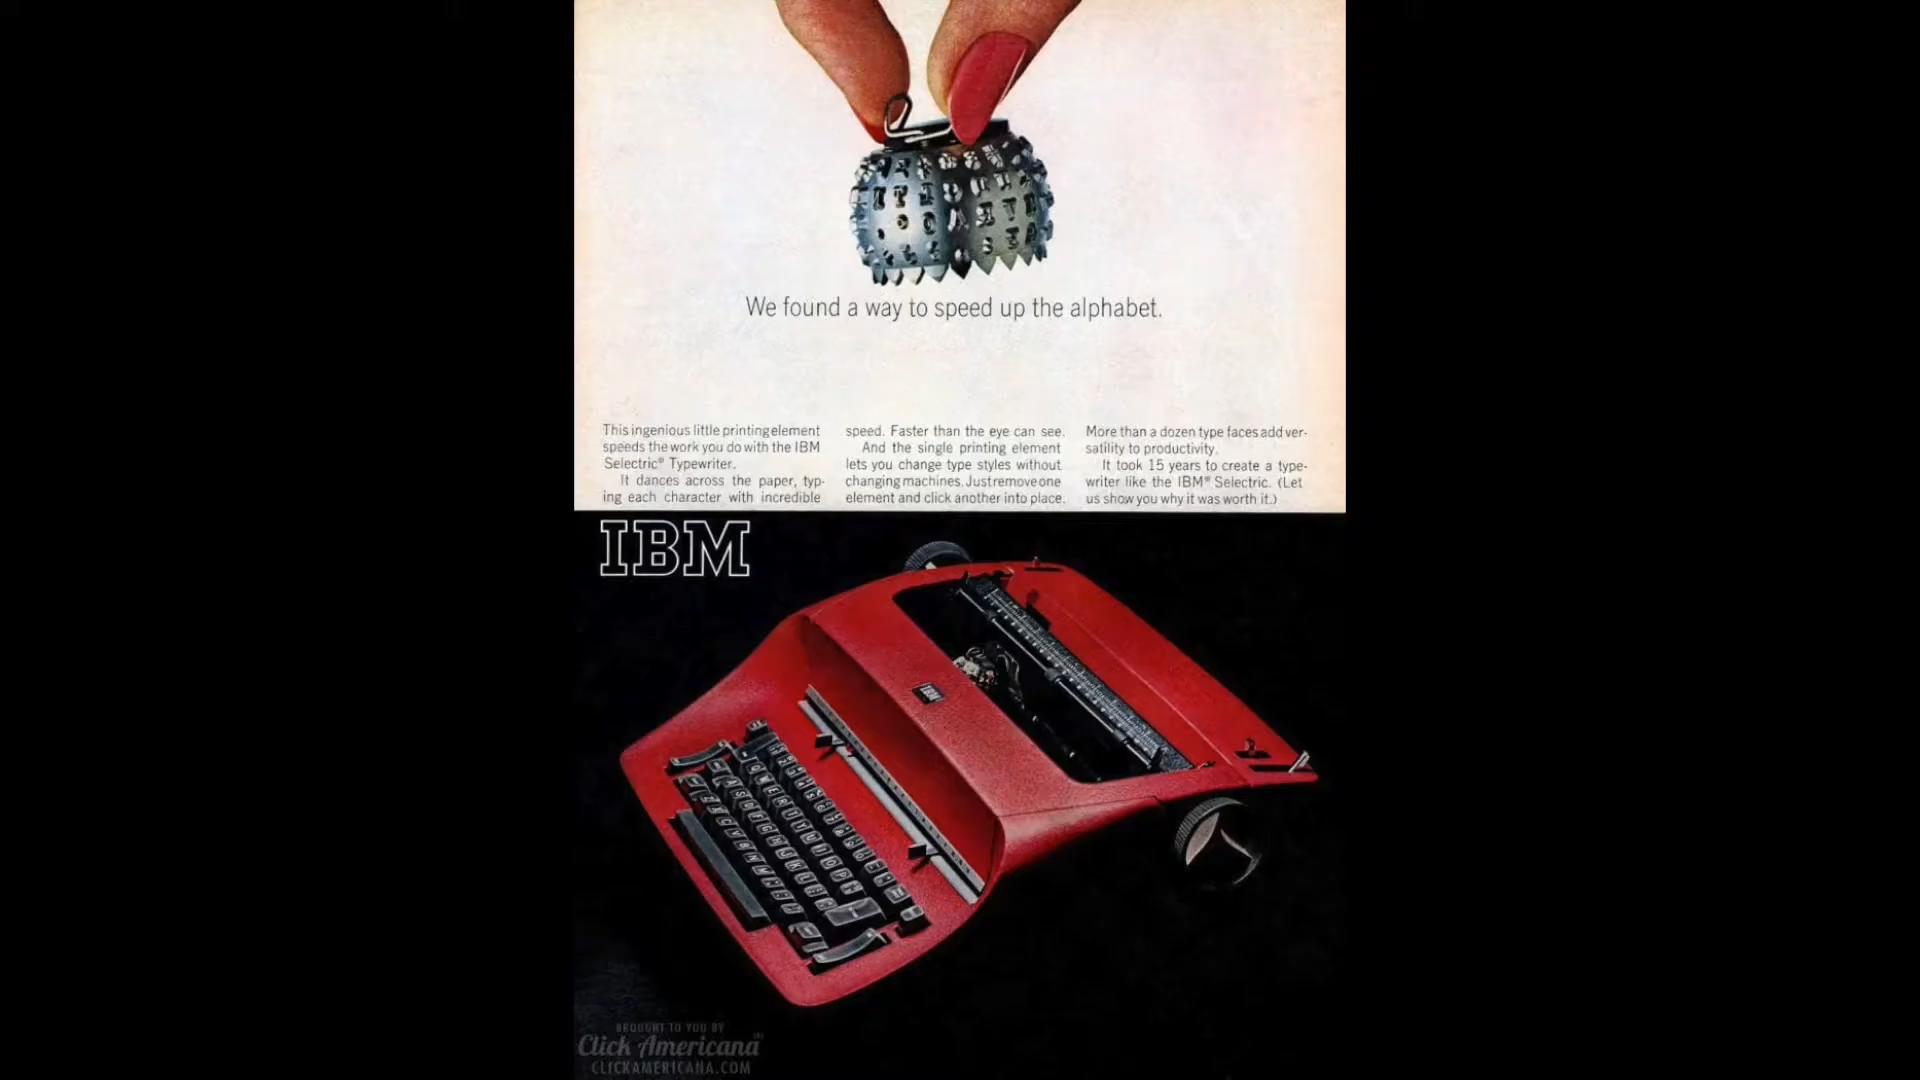 We found a way to speed up the alphabet.
This ingenious little printing element
speeds the work you do with the IBM
Selectric® Typewriter.
It dances across the paper, typ-
ing each character with incredible
speed. Faster than the eye can see.
And the single printing element
lets you change type styles without
changing machines. Just remove one
element and click another into place.
More than a dozen type faces add ver-
satility to productivity.
It took 15 years to create a type-
writer like the IBM® Selectric. (Let
us show you why it was worth it.)
IBM
IBM
BROUGHT TO YOU BY
Click Americana
CLICKAMERICANA.COM